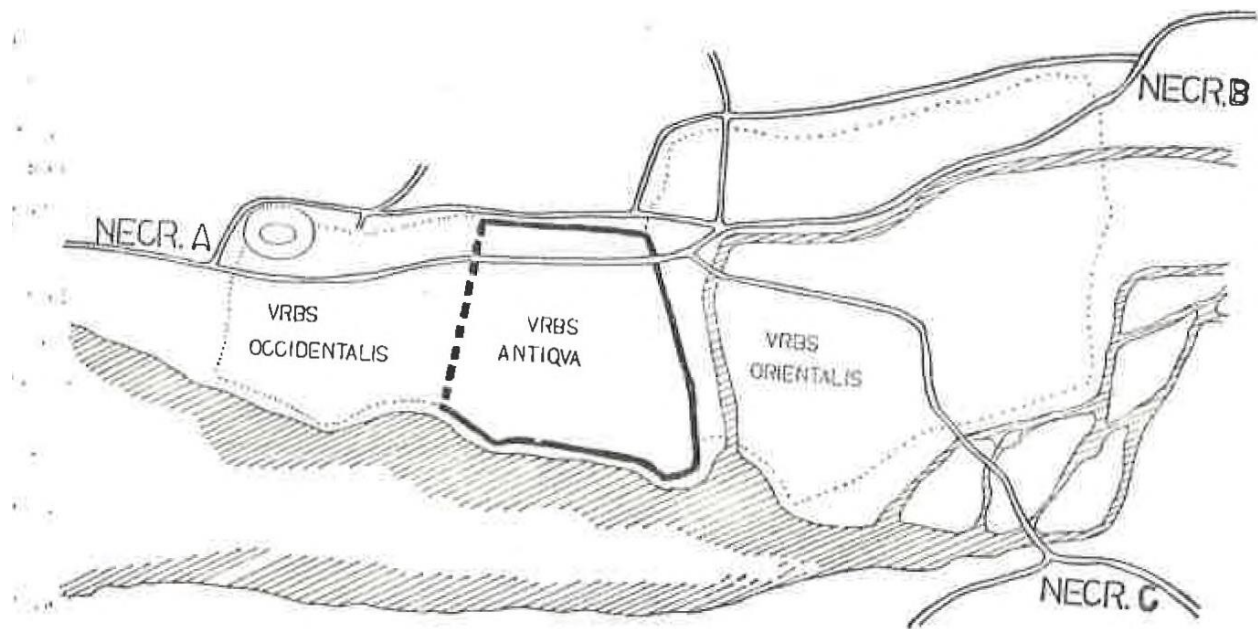 NECR. B
NECR. A
VRBS
OCCIDENTALIS
VRBS
ANTIQVA
VRBS
ORIENTALIS
NECR. C